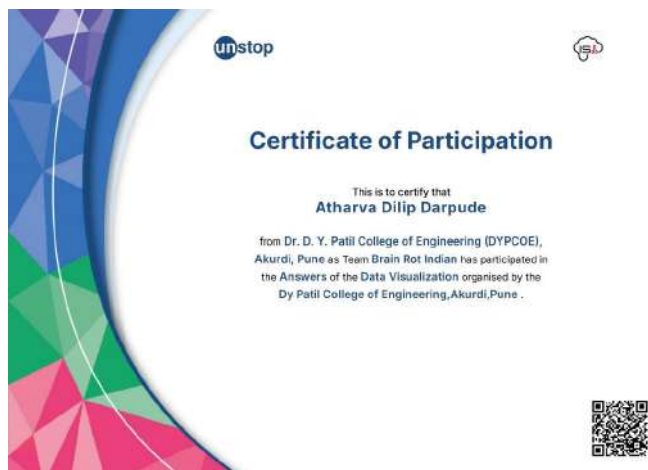 unstop
ISA
Certificate of Participation
This is to certify that
Atharva Dilip Darpude
from Dr. D. Y. Patil College of Engineering (DYPCOE),
Akurdi, Pune as Team Brain Rot Indian has participated in
the Answers of the Data Visualization organised by the
Dy Patil College of Engineering,Akurdi,Pune .